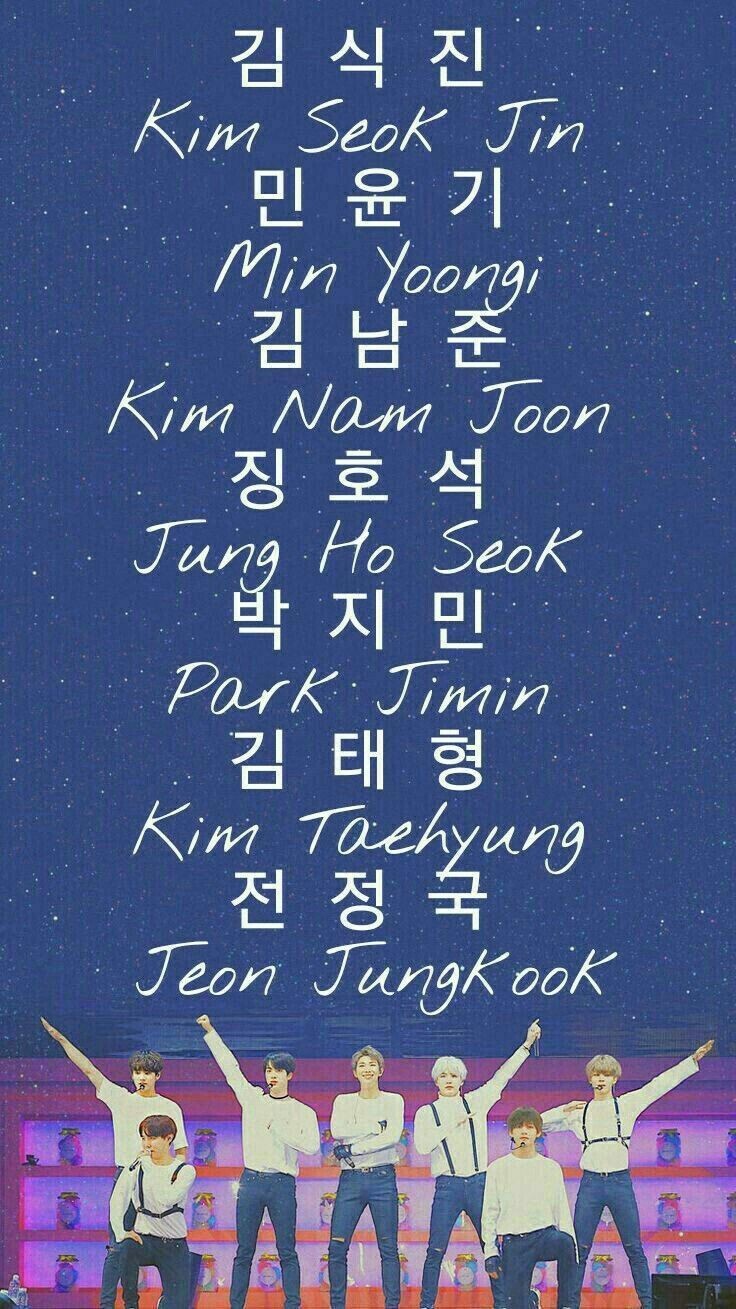 김 식 진
Kim Seok Jin
민 윤 기
Min Yoongi
김 남 준
Kim Nam Joon
징 호 석
Jung Ho Seok
박 지 민
Park Jimin
김 태 형
Kim Taehyung
전 정 국
Jeon Jungkook